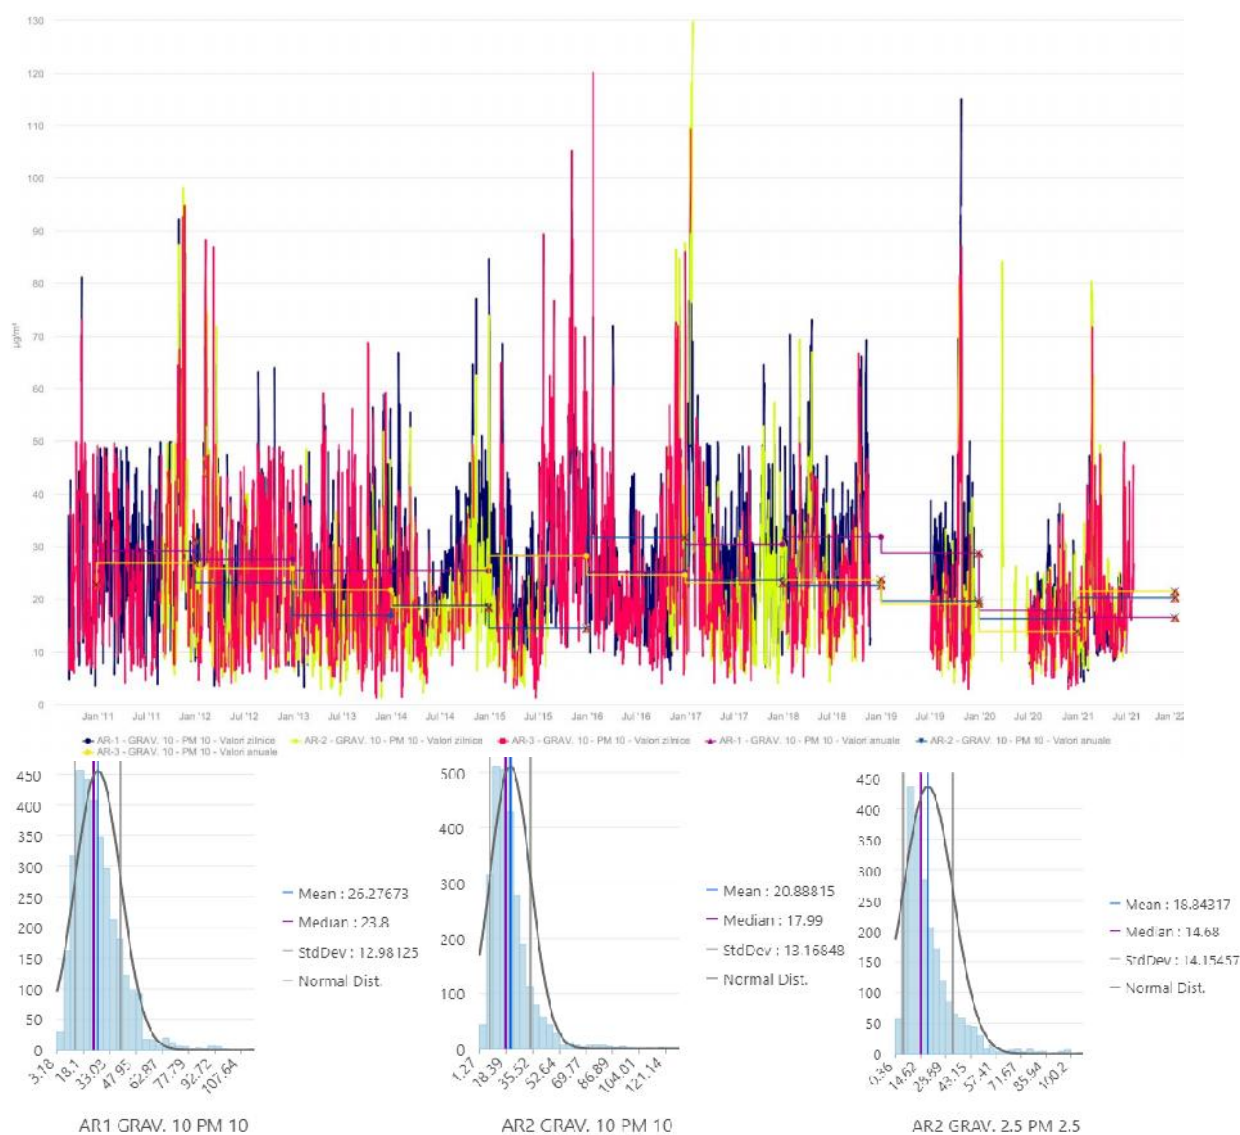 130
120
110
100
90
80
70
60
50
40
30
20
10
0
µg/m³
Jan '11 Jul '11 Jan '12 Jul '12 Jan '13 Jul '13 Jan '14 Jul '14 Jan '15 Jul '15 Jan '16 Jul '16 Jan '17 Jul '17 Jan '18 Jul '18 Jan '19 Jul '19 Jan '20 Jul '20 Jan '21 Jul '21 Jan '22
AR-1 - GRAV. 10 - PM 10 - Valori zilnice AR-2 - GRAV. 10 - PM 10 - Valori zilnice AR-3 - GRAV. 10 - PM 10 - Valori zilnice AR-1 - GRAV. 10 - PM 10 - Valori anuale AR-2 - GRAV. 10 - PM 10 - Valori anuale
AR-3 - GRAV. 10 - PM 10 - Valori anuale
450
400
350
300
250
200
150
100
50
0
3.18 18.1 33.03 47.95 62.87 77.79 92.72 107.64
Mean : 26.27673
Median : 23.8
StdDev : 12.98125
Normal Dist.
AR1 GRAV. 10 PM 10
500
400
300
200
100
0
1.27 18.39 35.52 52.64 69.77 86.89 104.01 121.14
Mean : 20.88815
Median : 17.99
StdDev : 13.16848
Normal Dist.
AR2 GRAV. 10 PM 10
450
400
350
300
250
200
150
100
50
0
0.36 14.62 28.89 43.15 57.41 71.67 85.94 100.2
Mean : 18.84317
Median : 14.68
StdDev : 14.15457
Normal Dist.
AR2 GRAV. 2.5 PM 2.5